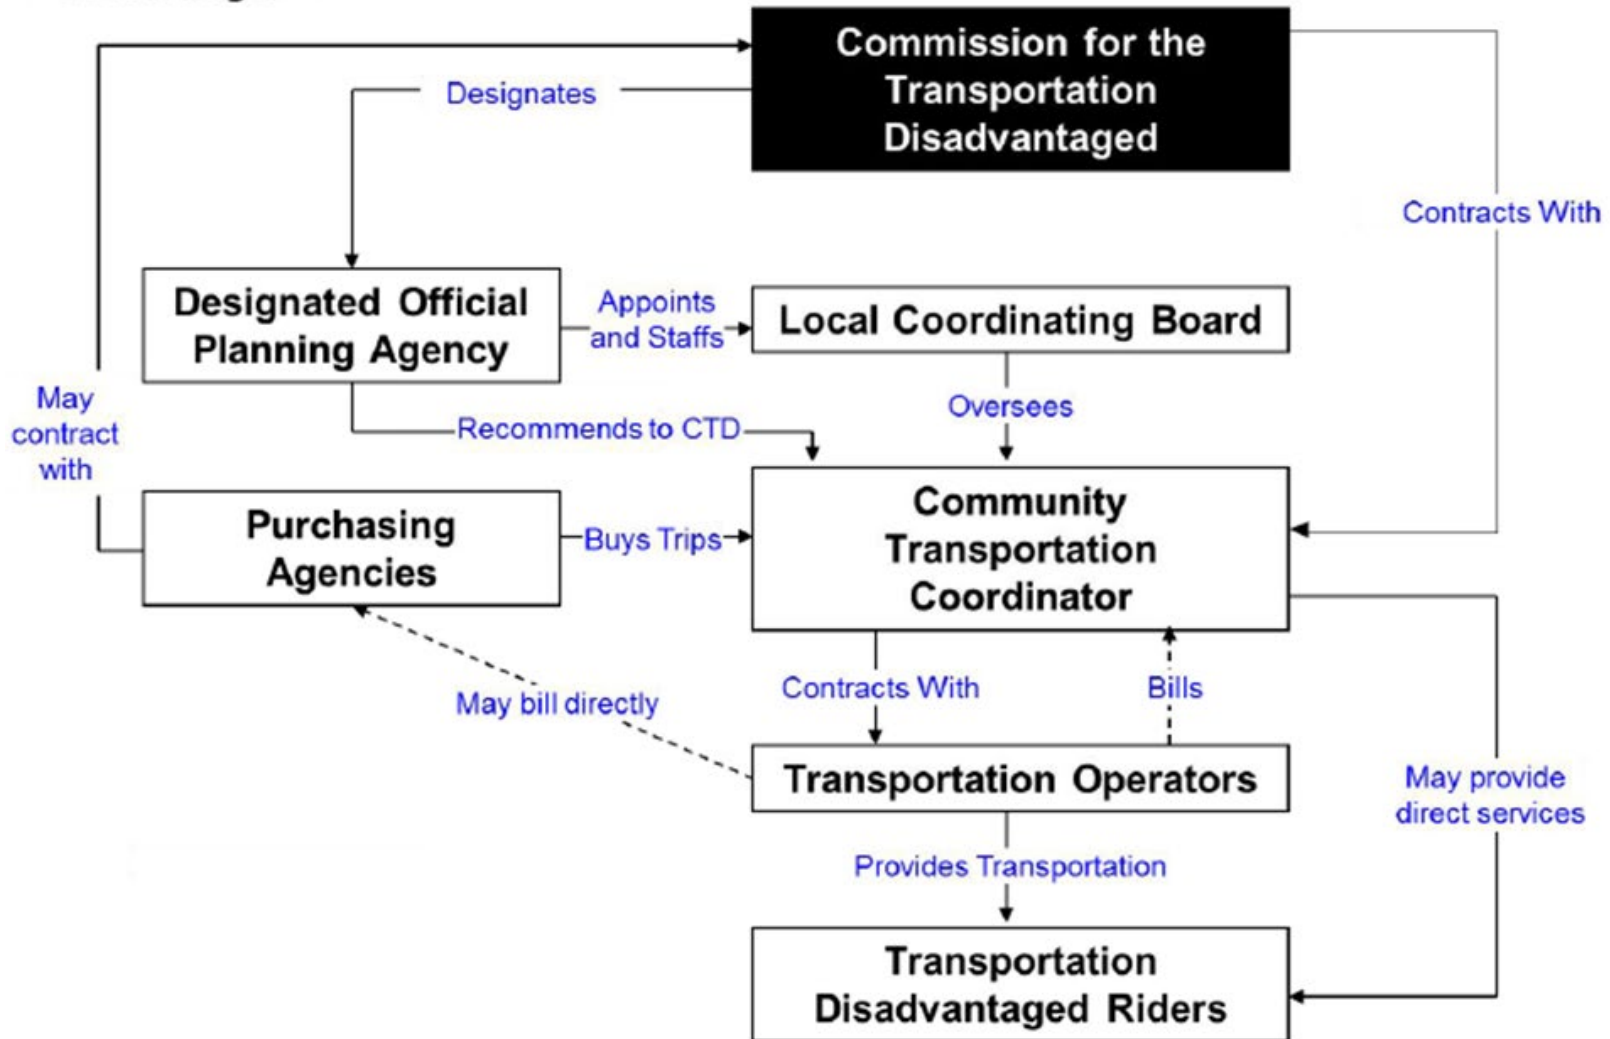 Commission for the
Transportation
Disadvantaged
Designates
Contracts With
Designated Official
Planning Agency
Appoints
and Staffs
Local Coordinating Board
May
contract
with
Recommends to CTD
Oversees
Purchasing
Agencies
Buys Trips
Community
Transportation
Coordinator
May bill directly
Contracts With
Bills
Transportation Operators
May provide
direct services
Provides Transportation
Transportation
Disadvantaged Riders